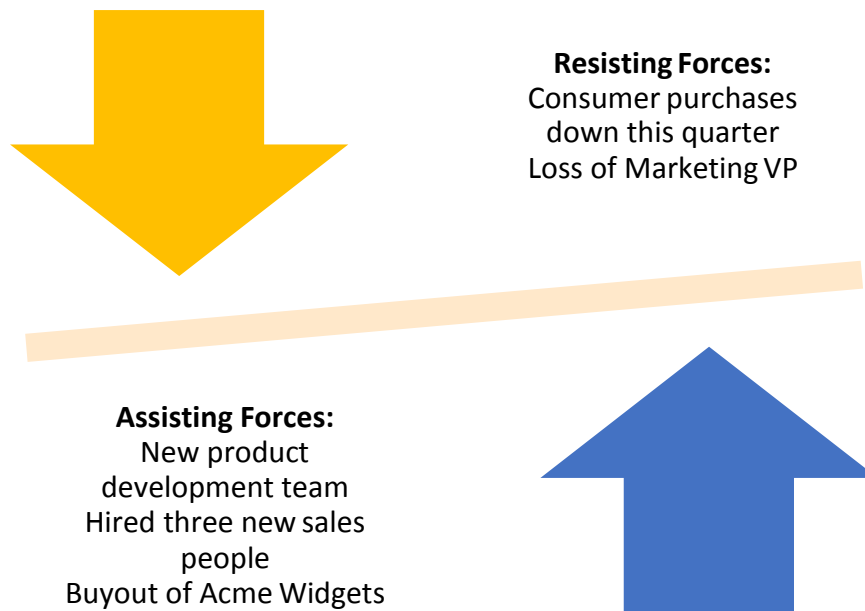 Resisting Forces:
Consumer purchases
down this quarter
Loss of Marketing VP
Assisting Forces:
New product
development team
Hired three new sales
people
Buyout of Acme Widgets